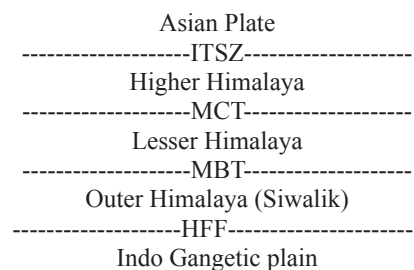 Asian Plate
--------------------ITSZ--------------------
Higher Himalaya
--------------------MCT--------------------
Lesser Himalaya
--------------------MBT--------------------
Outer Himalaya (Siwalik)
---------------------HFF----------------------
Indo Gangetic plain